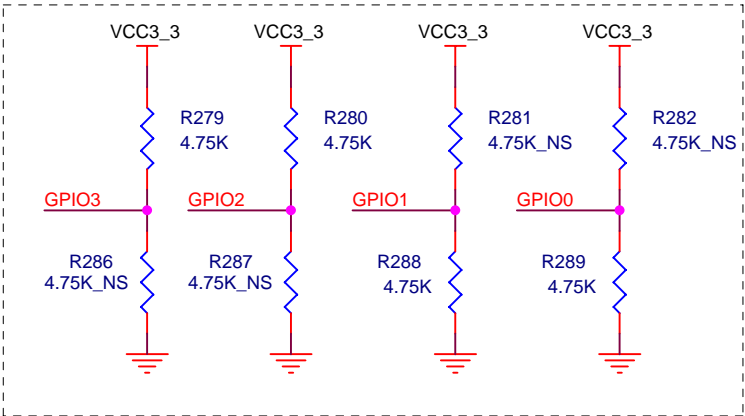 VCC3_3 VCC3_3 VCC3_3 VCC3_3
R279 R280 R281 R282
4.75K 4.75K 4.75K_NS 4.75K_NS
GPIO3 GPIO2 GPIO1 GPIO0
R286 R287 R288 R289
4.75K_NS 4.75K_NS 4.75K 4.75K